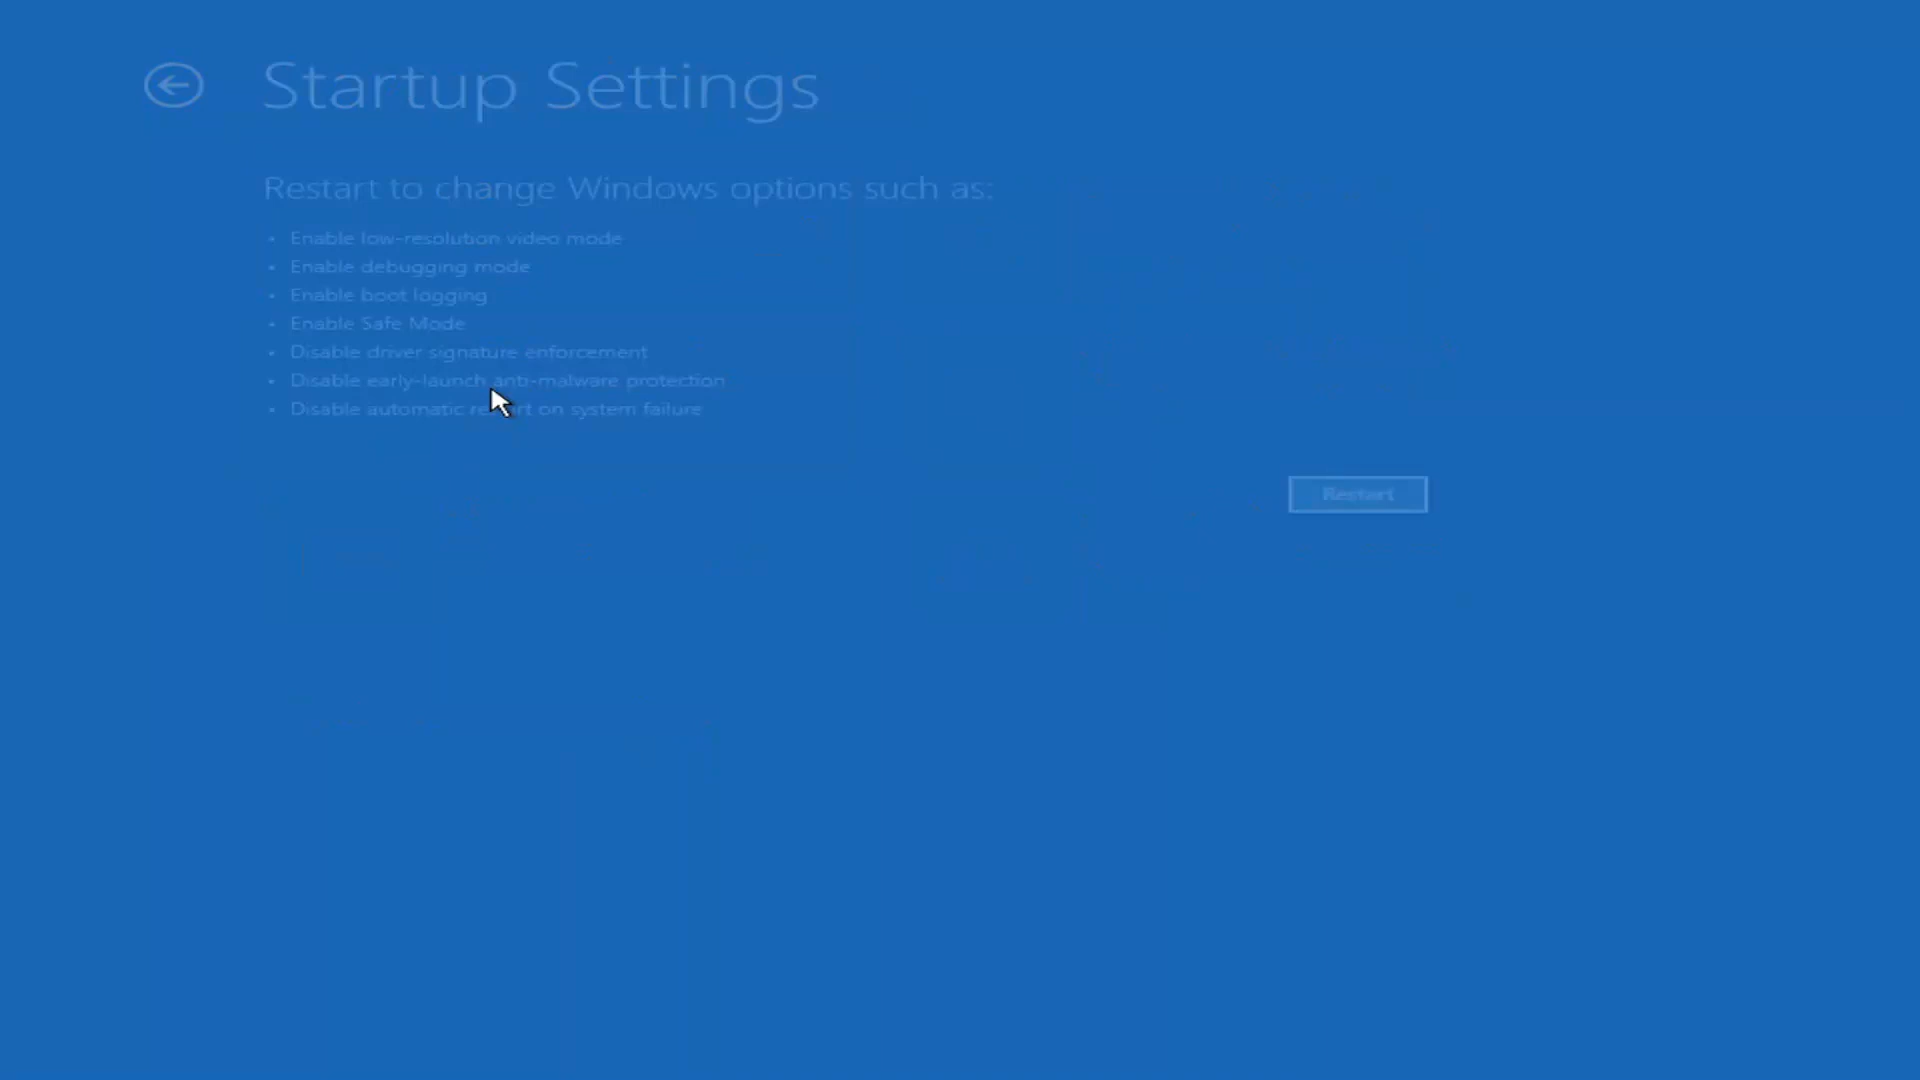 Startup Settings
Restart to change Windows options such as:
• Enable low-resolution video mode
• Enable debugging mode
• Enable boot logging
• Enable Safe Mode
• Disable driver signature enforcement
• Disable early-launch anti-malware protection
• Disable automatic restart on system failure
Restart